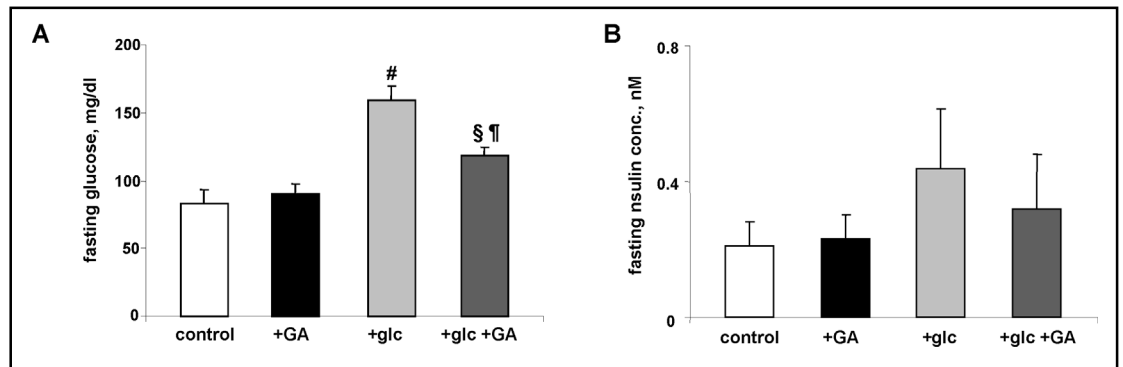 A
fasting glucose, mg/dl
200
150
100
50
0
#
§ ¶
control +GA +glc +glc +GA
B
fasting nsulin conc., nM
0.8
0.4
0
control +GA +glc +glc +GA